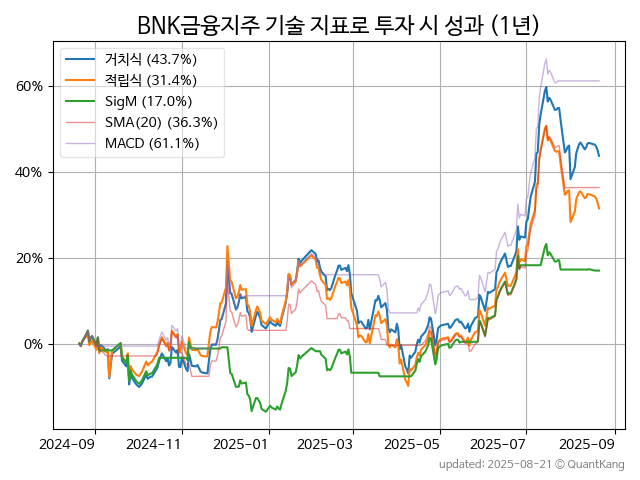 BNK금융지주 기술 지표로 투자 시 성과 (1년)
거치식 (43.7%)
적립식 (31.4%)
SigM (17.0%)
SMA(20) (36.3%)
MACD (61.1%)
60%
40%
20%
0%
2024-09 2024-11 2025-01 2025-03 2025-05 2025-07 2025-09
updated: 2025-08-21 © QuantKang